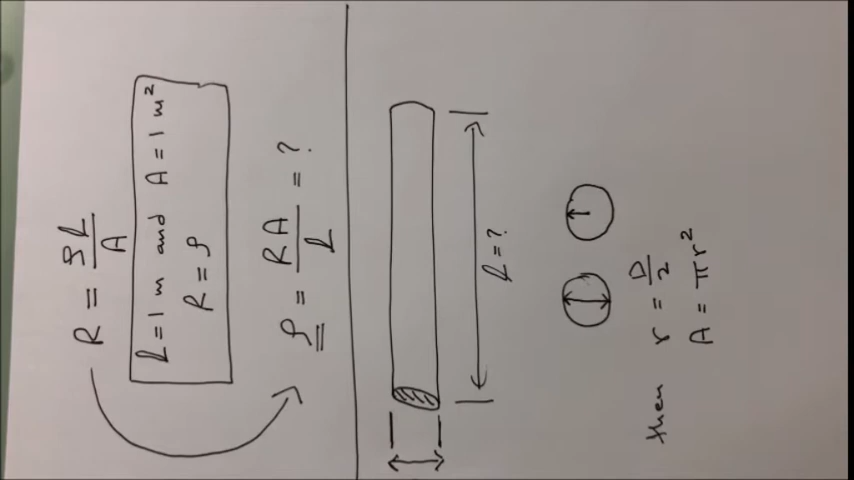 R = ρl/A
l = 1 m and A = 1 m²
R = ρ
ρ = RA/l = ?
l = ?
then r = D/2
A = πr²